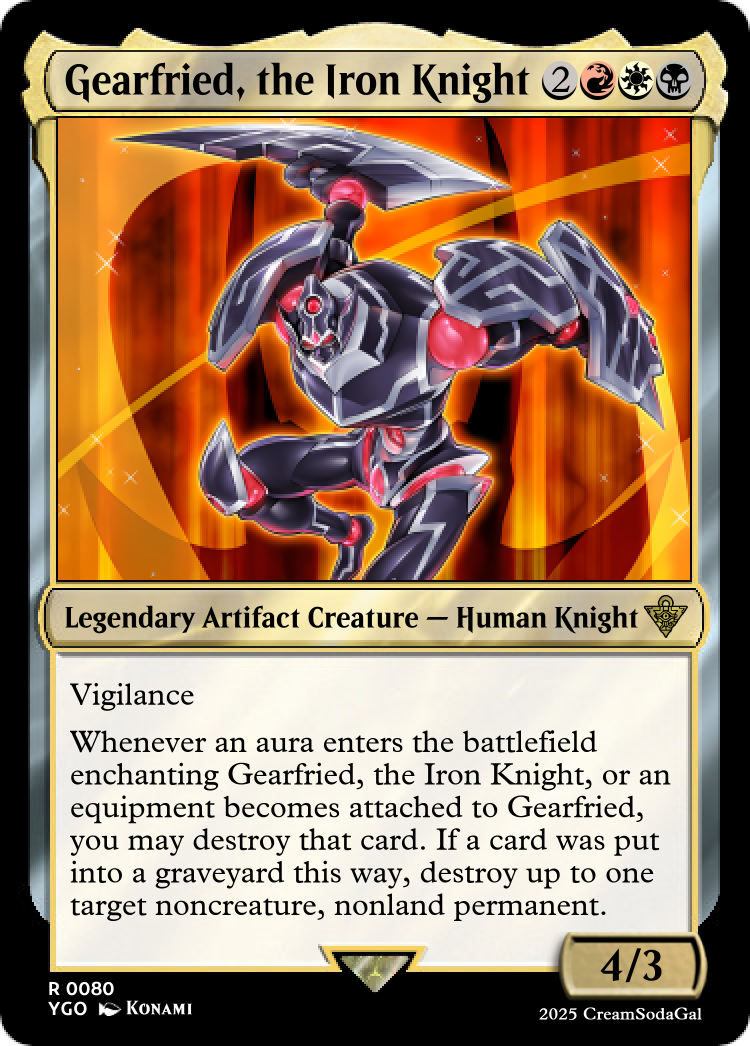 Gearfried, the Iron Knight 2
Legendary Artifact Creature — Human Knight
Vigilance
Whenever an aura enters the battlefield
enchanting Gearfried, the Iron Knight, or an
equipment becomes attached to Gearfried,
you may destroy that card. If a card was put
into a graveyard this way, destroy up to one
target noncreature, nonland permanent.
4/3
R 0080
YGO KONAMI
2025 CreamSodaGal